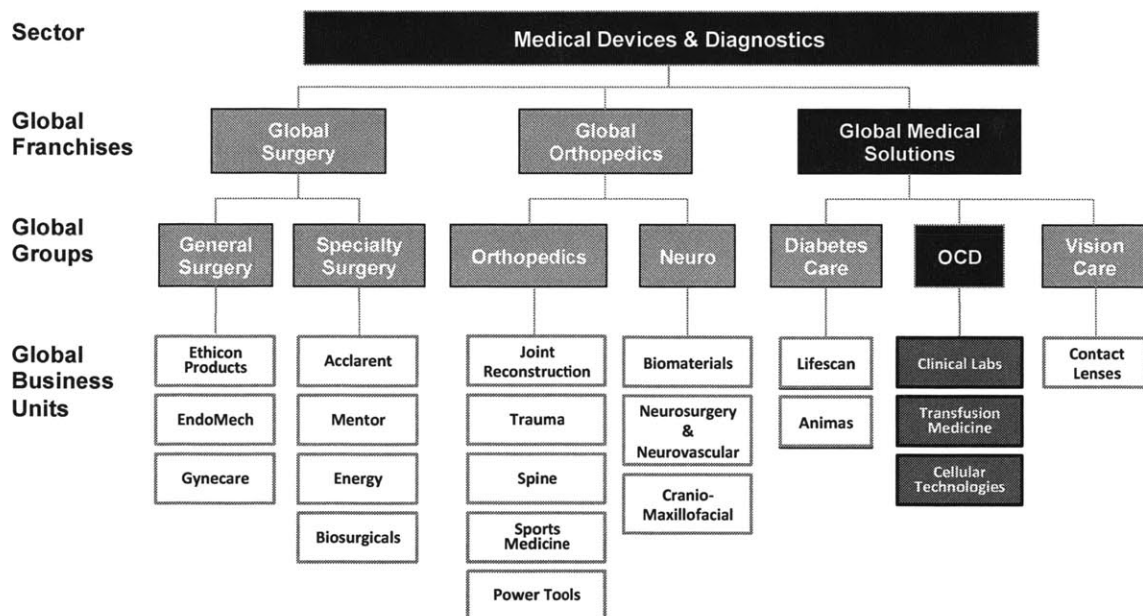 Sector
Medical Devices & Diagnostics
Global
Franchises
Global
Surgery
Global
Orthopedics
Global Medical
Solutions
Global
Groups
General
Surgery
Specialty
Surgery
Orthopedics
Neuro
Diabetes
Care
OCD
Vision
Care
Global
Business
Units
Ethicon
Products
EndoMech
Gynecare
Acclarent
Mentor
Energy
Biosurgicals
Joint
Reconstruction
Trauma
Spine
Sports
Medicine
Power Tools
Biomaterials
Neurosurgery
&
Neurovascular
Cranio-
Maxillofacial
Lifescan
Animas
Clinical Labs
Transfusion
Medicine
Cellular
Technologies
Contact
Lenses